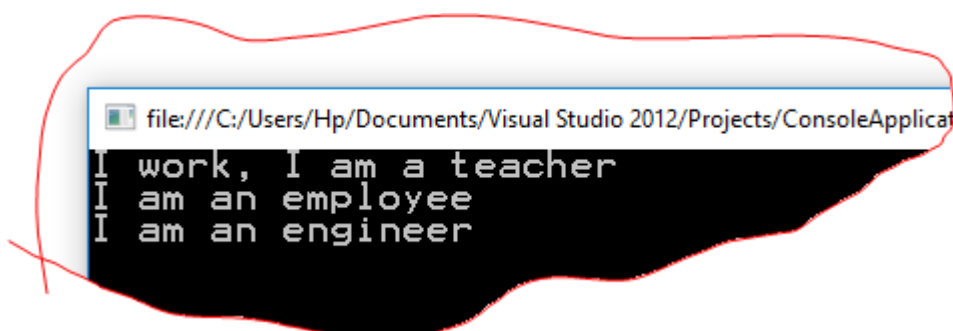 file:///C:/Users/Hp/Documents/Visual Studio 2012/Projects/ConsoleApplicat
I work, I am a teacher
I am an employee
I am an engineer